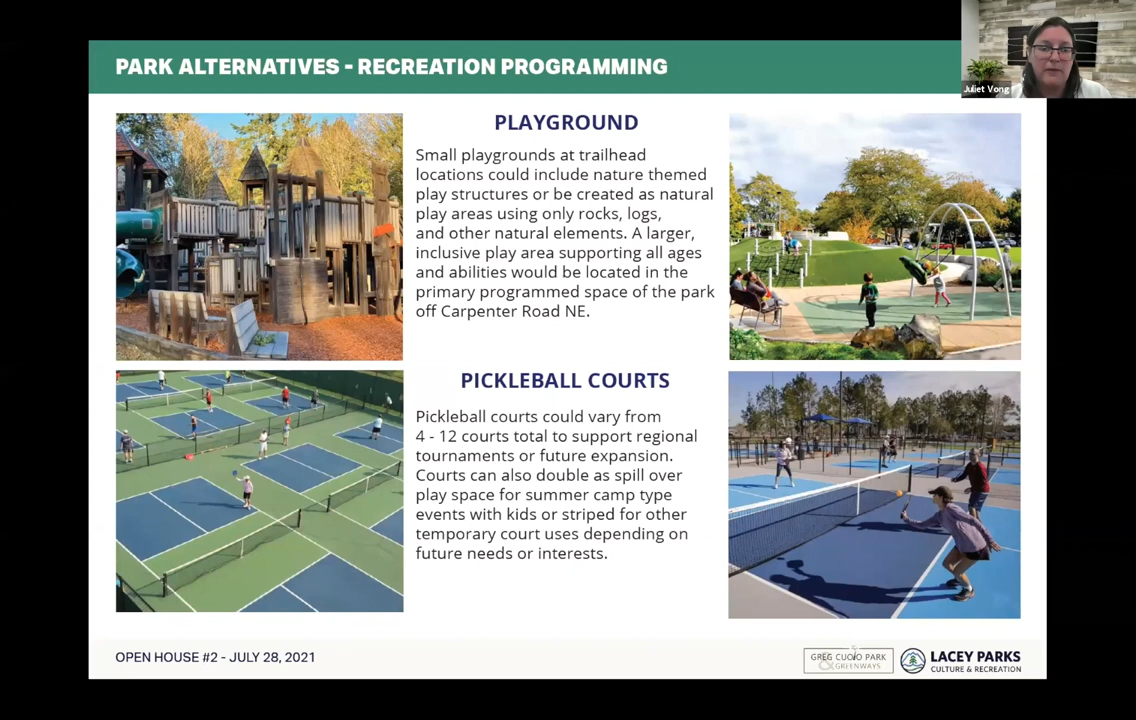 PARK ALTERNATIVES - RECREATION PROGRAMMING
Juliet Vong
PLAYGROUND
Small playgrounds at trailhead
locations could include nature themed
play structures or be created as natural
play areas using only rocks, logs,
and other natural elements. A larger,
inclusive play area supporting all ages
and abilities would be located in the
primary programmed space of the park
off Carpenter Road NE.
PICKLEBALL COURTS
Pickleball courts could vary from
4 - 12 courts total to support regional
tournaments or future expansion.
Courts can also double as spill over
play space for summer camp type
events with kids or striped for other
temporary court uses depending on
future needs or interests.
OPEN HOUSE #2 - JULY 28, 2021
GREG CUOIO PARK
& GREENWAYS
LACEY PARKS
CULTURE & RECREATION